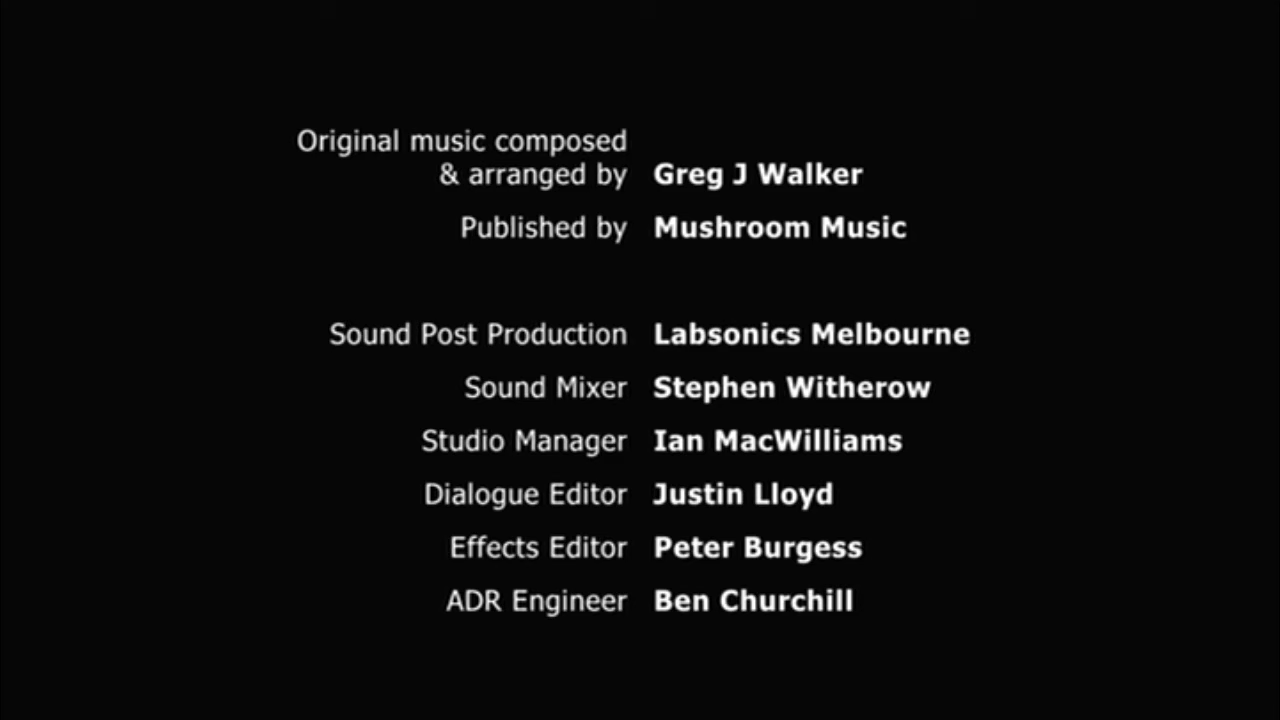 Original music composed
& arranged by Greg J Walker
Published by Mushroom Music
Sound Post Production Labsonics Melbourne
Sound Mixer Stephen Witherow
Studio Manager Ian MacWilliams
Dialogue Editor Justin Lloyd
Effects Editor Peter Burgess
ADR Engineer Ben Churchill